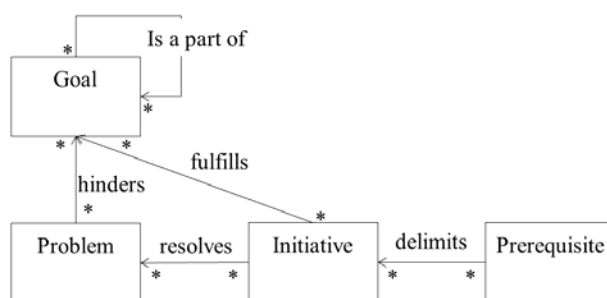 Is a part of
*
Goal
*
* *
fulfills
hinders
* *
Problem resolves Initiative delimits Prerequisite
* * * *